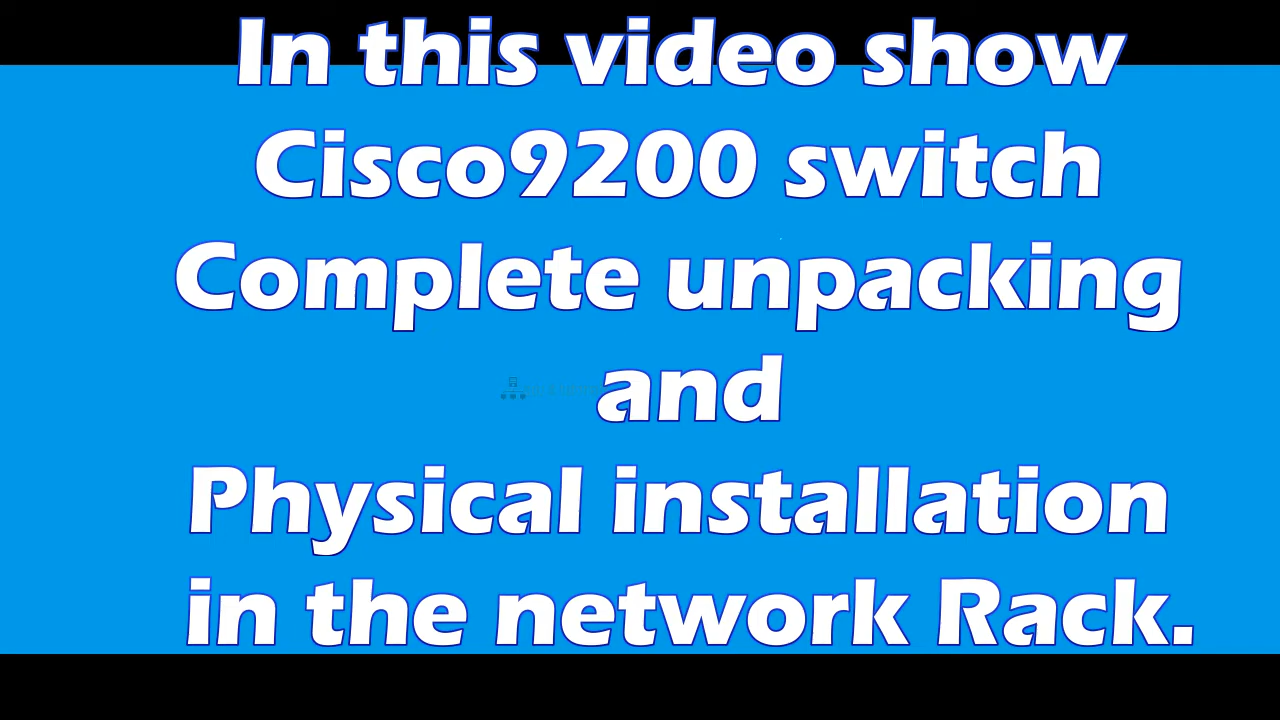 In this video show
Cisco9200 switch
Complete unpacking
and
Physical installation
in the network Rack.